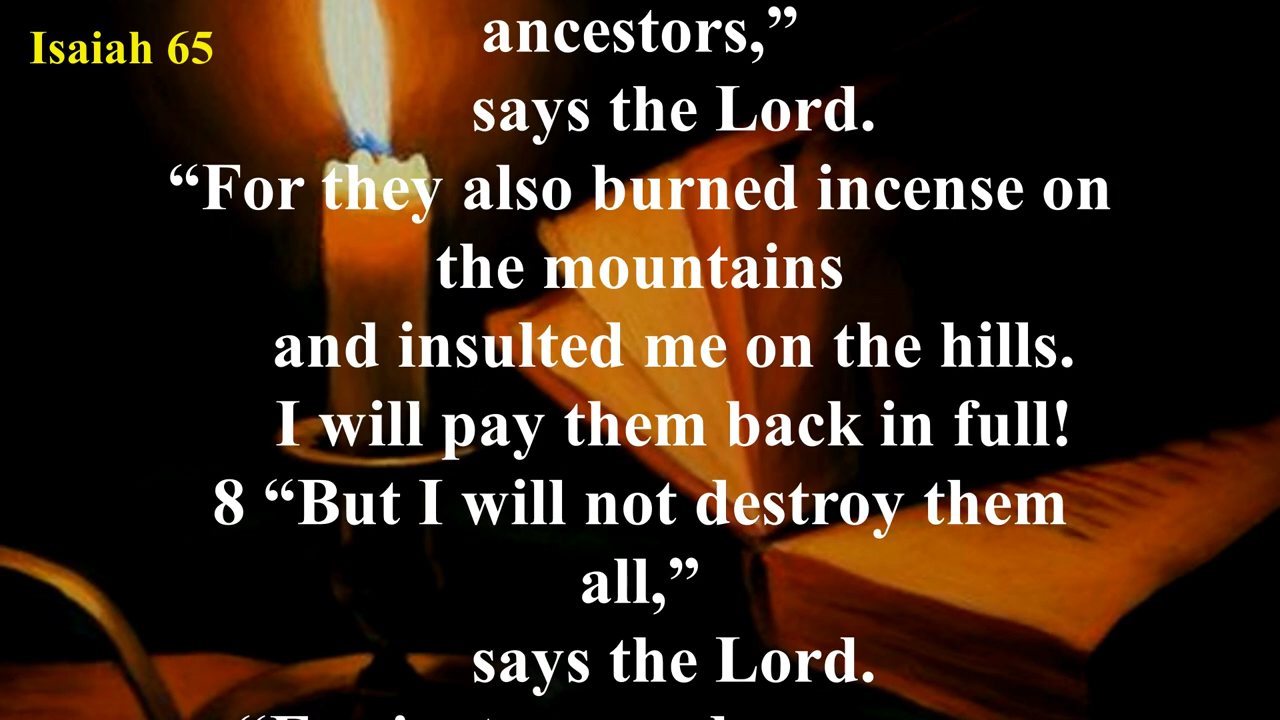 Isaiah 65
ancestors,”
says the Lord.
“For they also burned incense on
the mountains
and insulted me on the hills.
I will pay them back in full!
8 “But I will not destroy them
all,”
says the Lord.